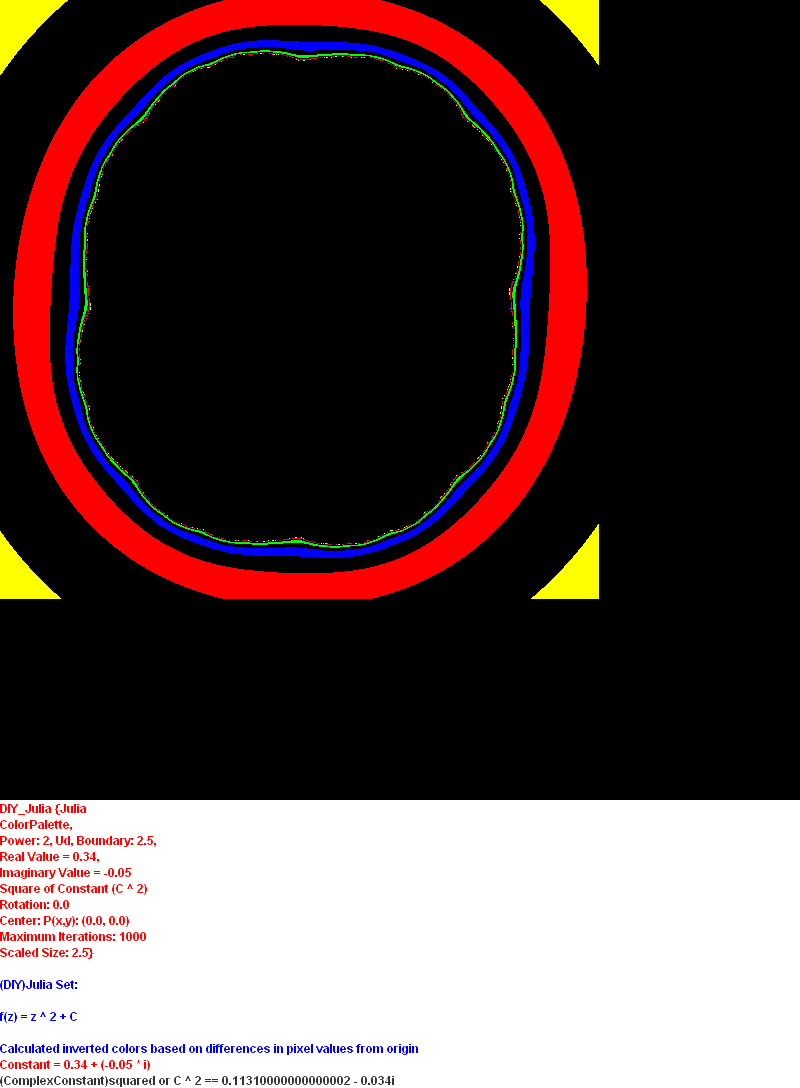 DIY_Julia {Julia
ColorPalette,
Power: 2, Ud, Boundary: 2.5,
Real Value = 0.34,
Imaginary Value = -0.05
Square of Constant (C ^ 2)
Rotation: 0.0
Center: P(x,y): (0.0, 0.0)
Maximum Iterations: 1000
Scaled Size: 2.5}
(DIY)Julia Set:
f(z) = z ^ 2 + C
Calculated inverted colors based on differences in pixel values from origin
Constant = 0.34 + (-0.05 * i)
(ComplexConstant)squared or C ^ 2 == 0.11310000000000002 - 0.034i